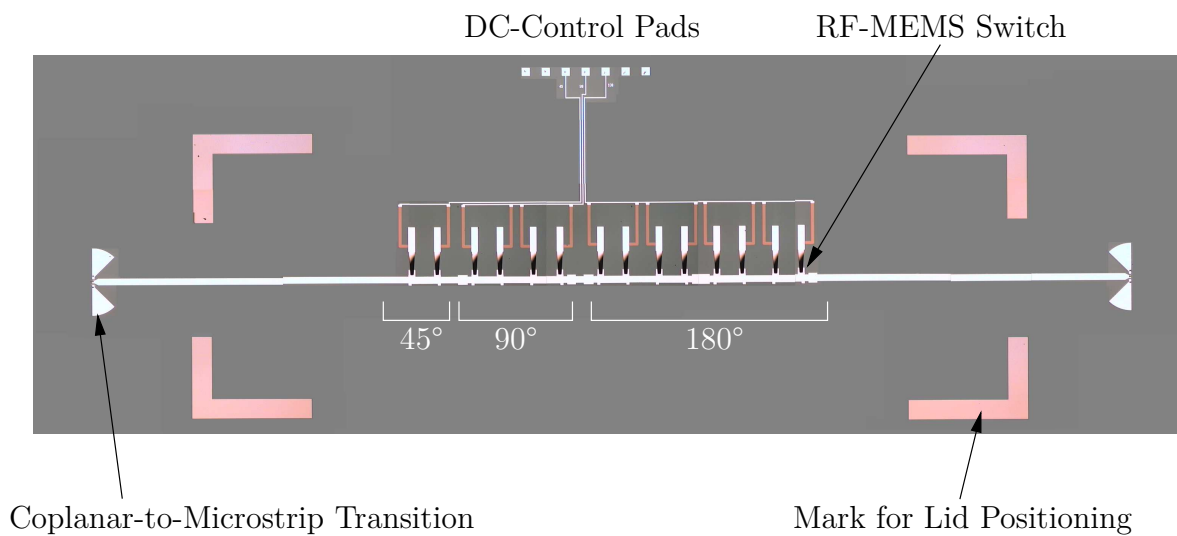 DC-Control Pads
RF-MEMS Switch
45°
90°
180°
Coplanar-to-Microstrip Transition
Mark for Lid Positioning